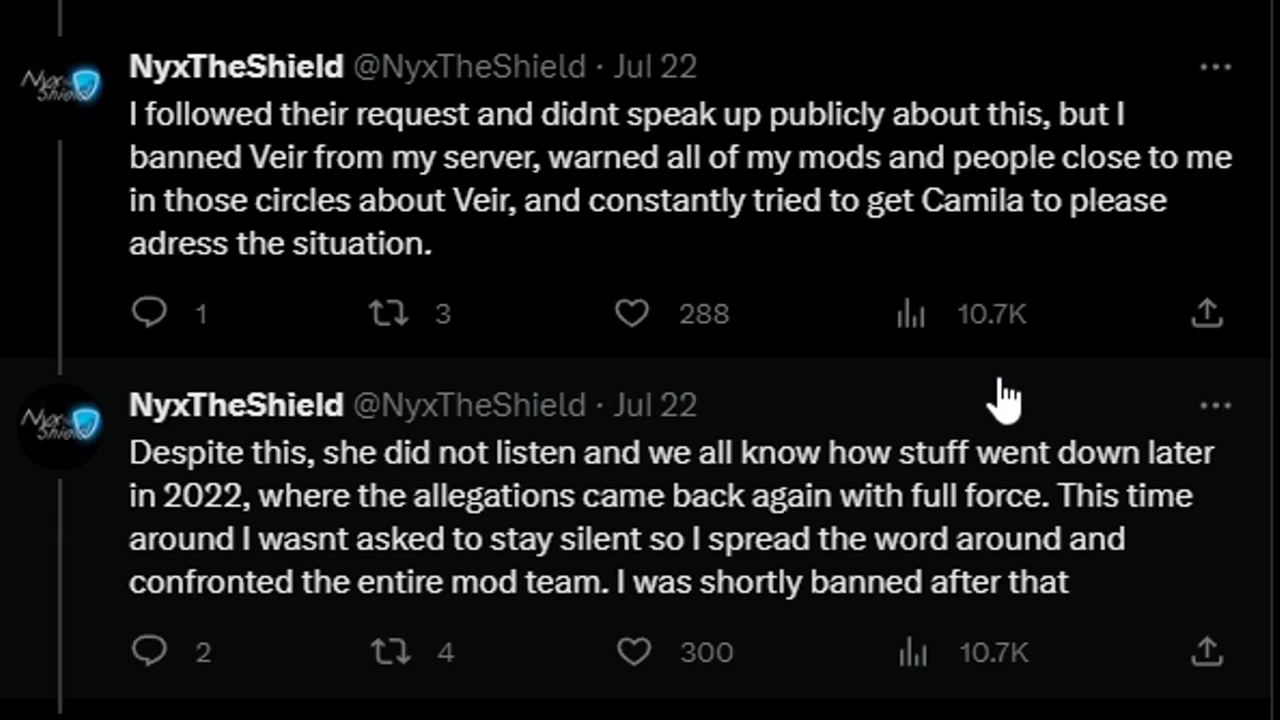 NyxTheShield @NyxTheShield · Jul 22
I followed their request and didnt speak up publicly about this, but I
banned Veir from my server, warned all of my mods and people close to me
in those circles about Veir, and constantly tried to get Camila to please
adress the situation.
1 3 288 10.7K
NyxTheShield @NyxTheShield · Jul 22
Despite this, she did not listen and we all know how stuff went down later
in 2022, where the allegations came back again with full force. This time
around I wasnt asked to stay silent so I spread the word around and
confronted the entire mod team. I was shortly banned after that
2 4 300 10.7K